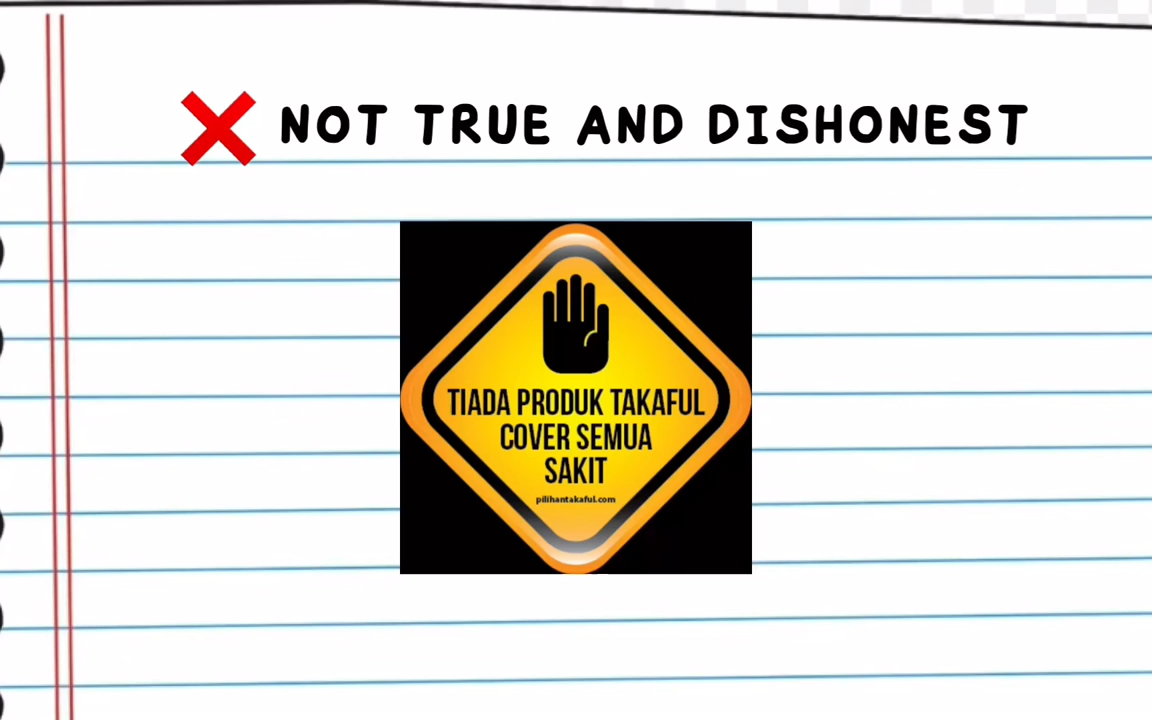 NOT TRUE AND DISHONEST
TIADA PRODUK TAKAFUL
COVER SEMUA
SAKIT
pilihantakaful.com